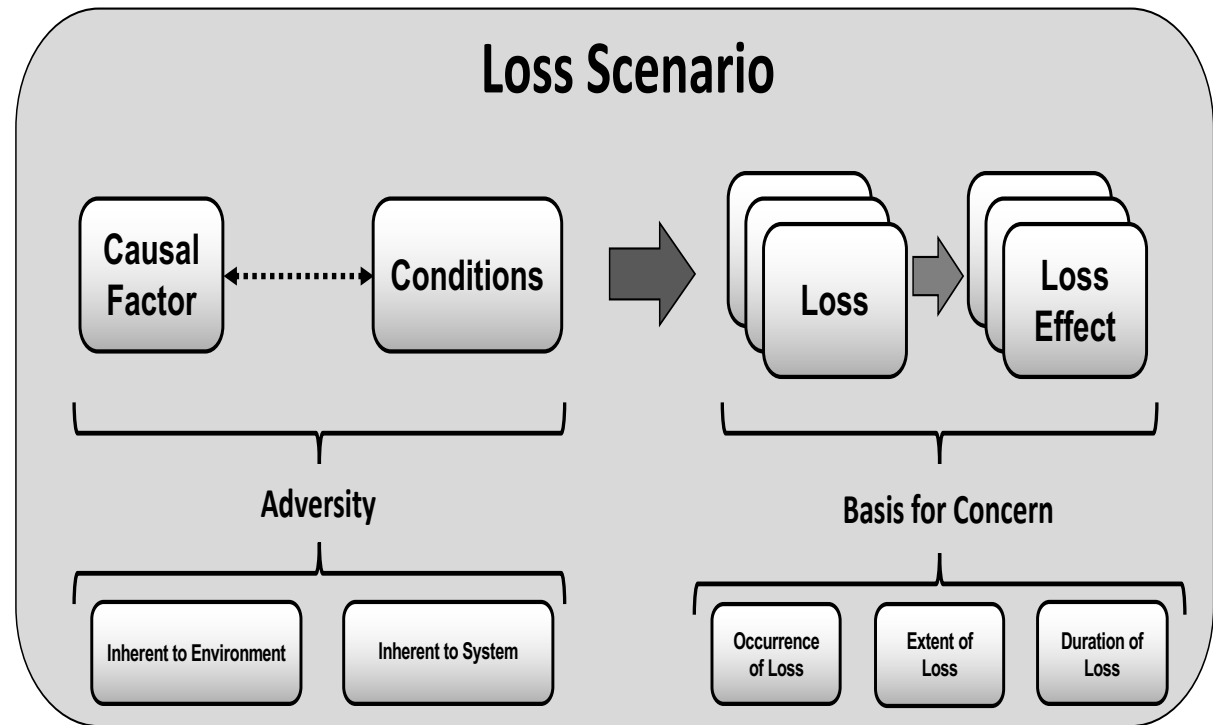 Loss Scenario
Causal
Factor
Conditions
Loss
Loss
Effect
Adversity
Basis for Concern
Inherent to Environment
Inherent to System
Occurrence
of Loss
Extent of
Loss
Duration of
Loss